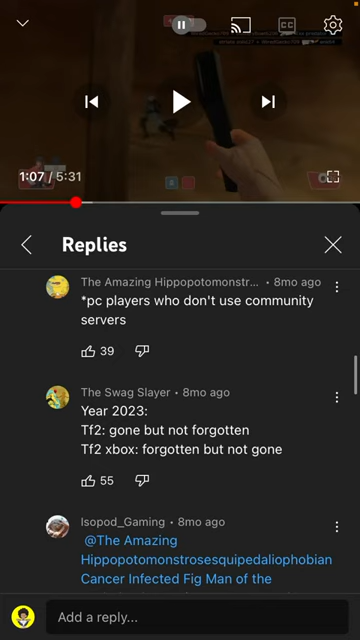 CC
1:07 / 5:31
Replies
The Amazing Hippopotomonstr... • 8mo ago
*pc players who don't use community
servers
39
The Swag Slayer • 8mo ago
Year 2023:
Tf2: gone but not forgotten
Tf2 xbox: forgotten but not gone
55
Isopod_Gaming • 8mo ago
@The Amazing
Hippopotomonstrosesquipedaliophobian
Cancer Infected Fig Man of the
Add a reply...